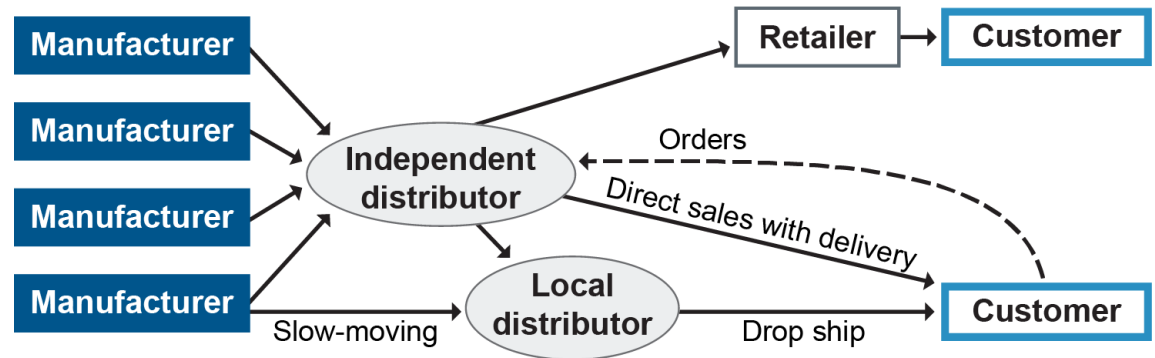 Manufacturer
Manufacturer
Manufacturer
Manufacturer
Independent
distributor
Retailer
Customer
Orders
Direct sales with delivery
Slow-moving
Local
distributor
Drop ship
Customer